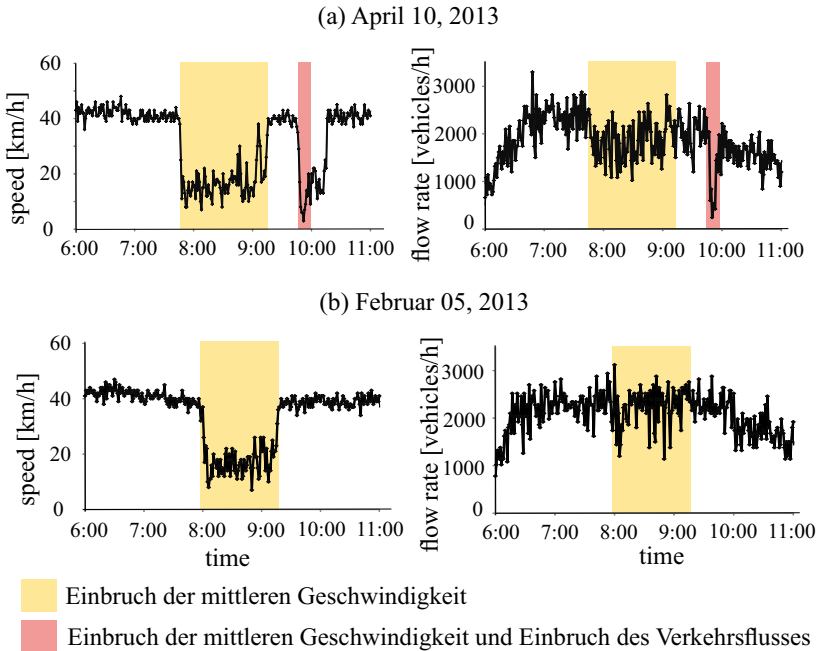 (a) April 10, 2013
speed [km/h]
60
40
20
0
6:00 7:00 8:00 9:00 10:00 11:00
flow rate [vehicles/h]
3000
2000
1000
0
6:00 7:00 8:00 9:00 10:00 11:00
(b) Februar 05, 2013
speed [km/h]
60
40
20
0
6:00 7:00 8:00 9:00 10:00 11:00
time
flow rate [vehicles/h]
3000
2000
1000
0
6:00 7:00 8:00 9:00 10:00 11:00
time
Einbruch der mittleren Geschwindigkeit
Einbruch der mittleren Geschwindigkeit und Einbruch des Verkehrsflusses